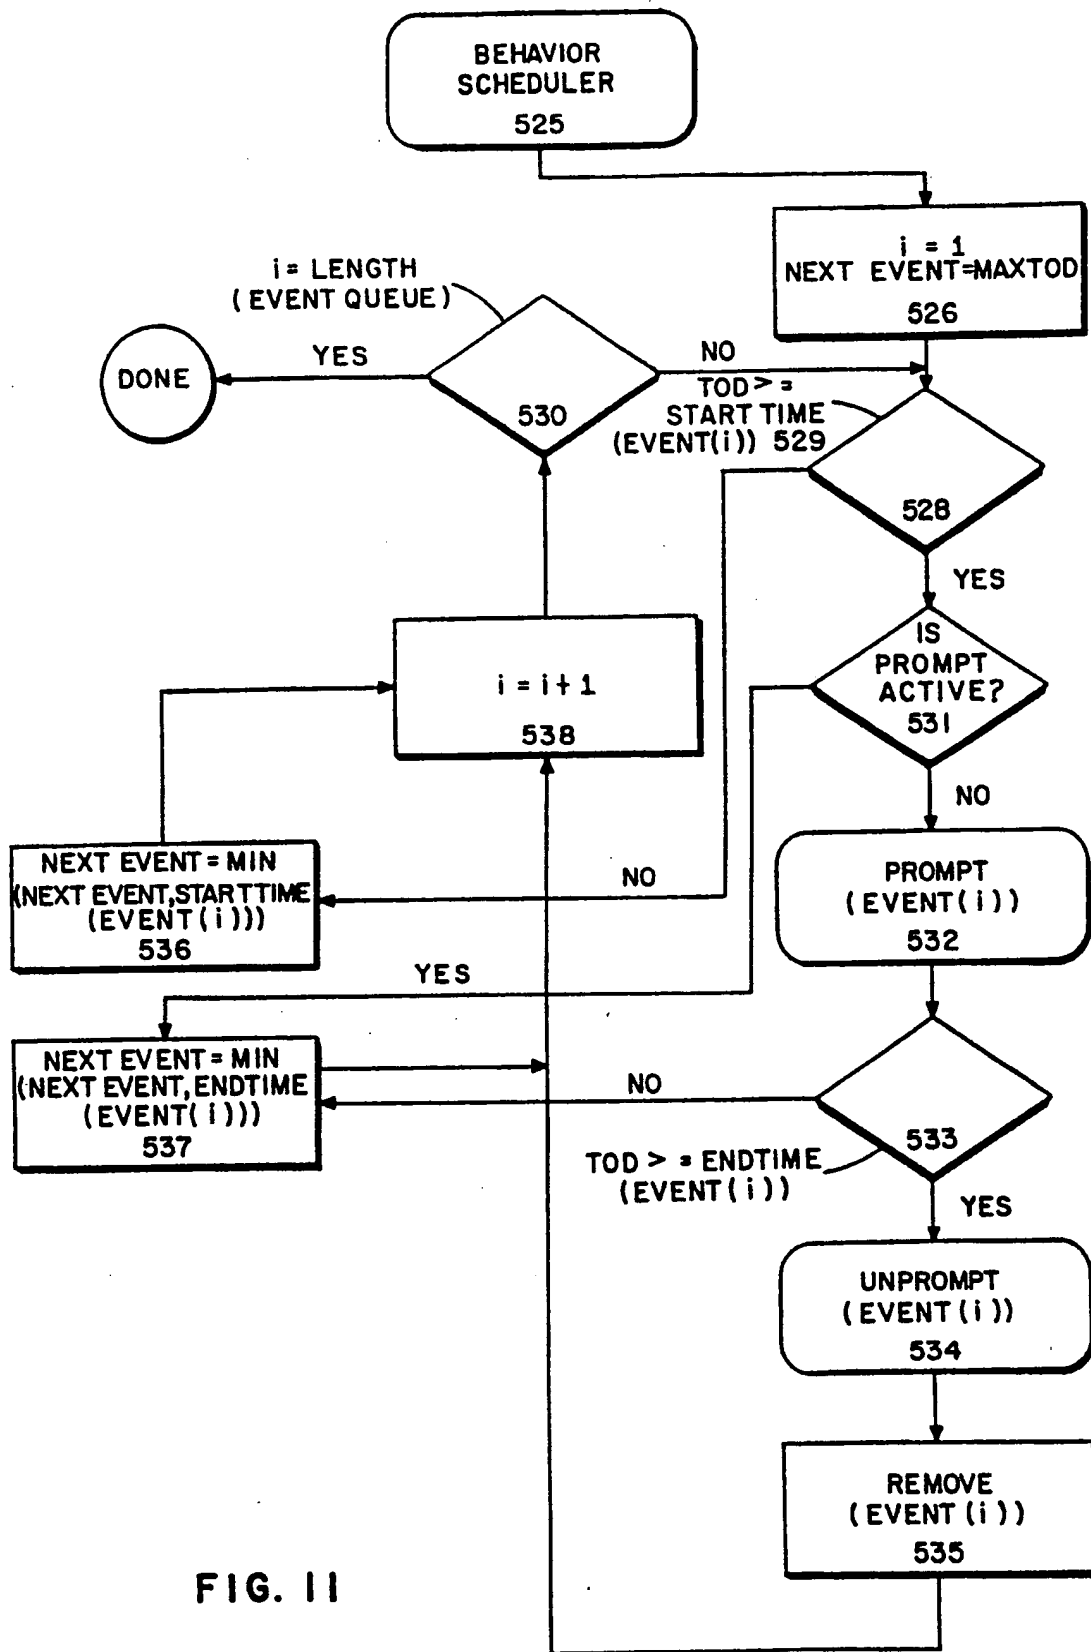 BEHAVIOR
SCHEDULER
525
i = 1
NEXT EVENT=MAXTOD
526
i = LENGTH
(EVENT QUEUE)
530
YES
DONE
NO
TOD > =
START TIME
(EVENT(i)) 529
528
YES
IS
PROMPT
ACTIVE?
531
i = i + 1
538
NO
NEXT EVENT = MIN
(NEXT EVENT,STARTTIME
(EVENT(i)))
536
NO
PROMPT
(EVENT(i))
532
YES
NEXT EVENT = MIN
(NEXT EVENT,ENDTIME
(EVENT(i)))
537
NO
533
TOD > = ENDTIME
(EVENT(i))
YES
UNPROMPT
(EVENT(i))
534
REMOVE
(EVENT(i))
535
FIG. 11